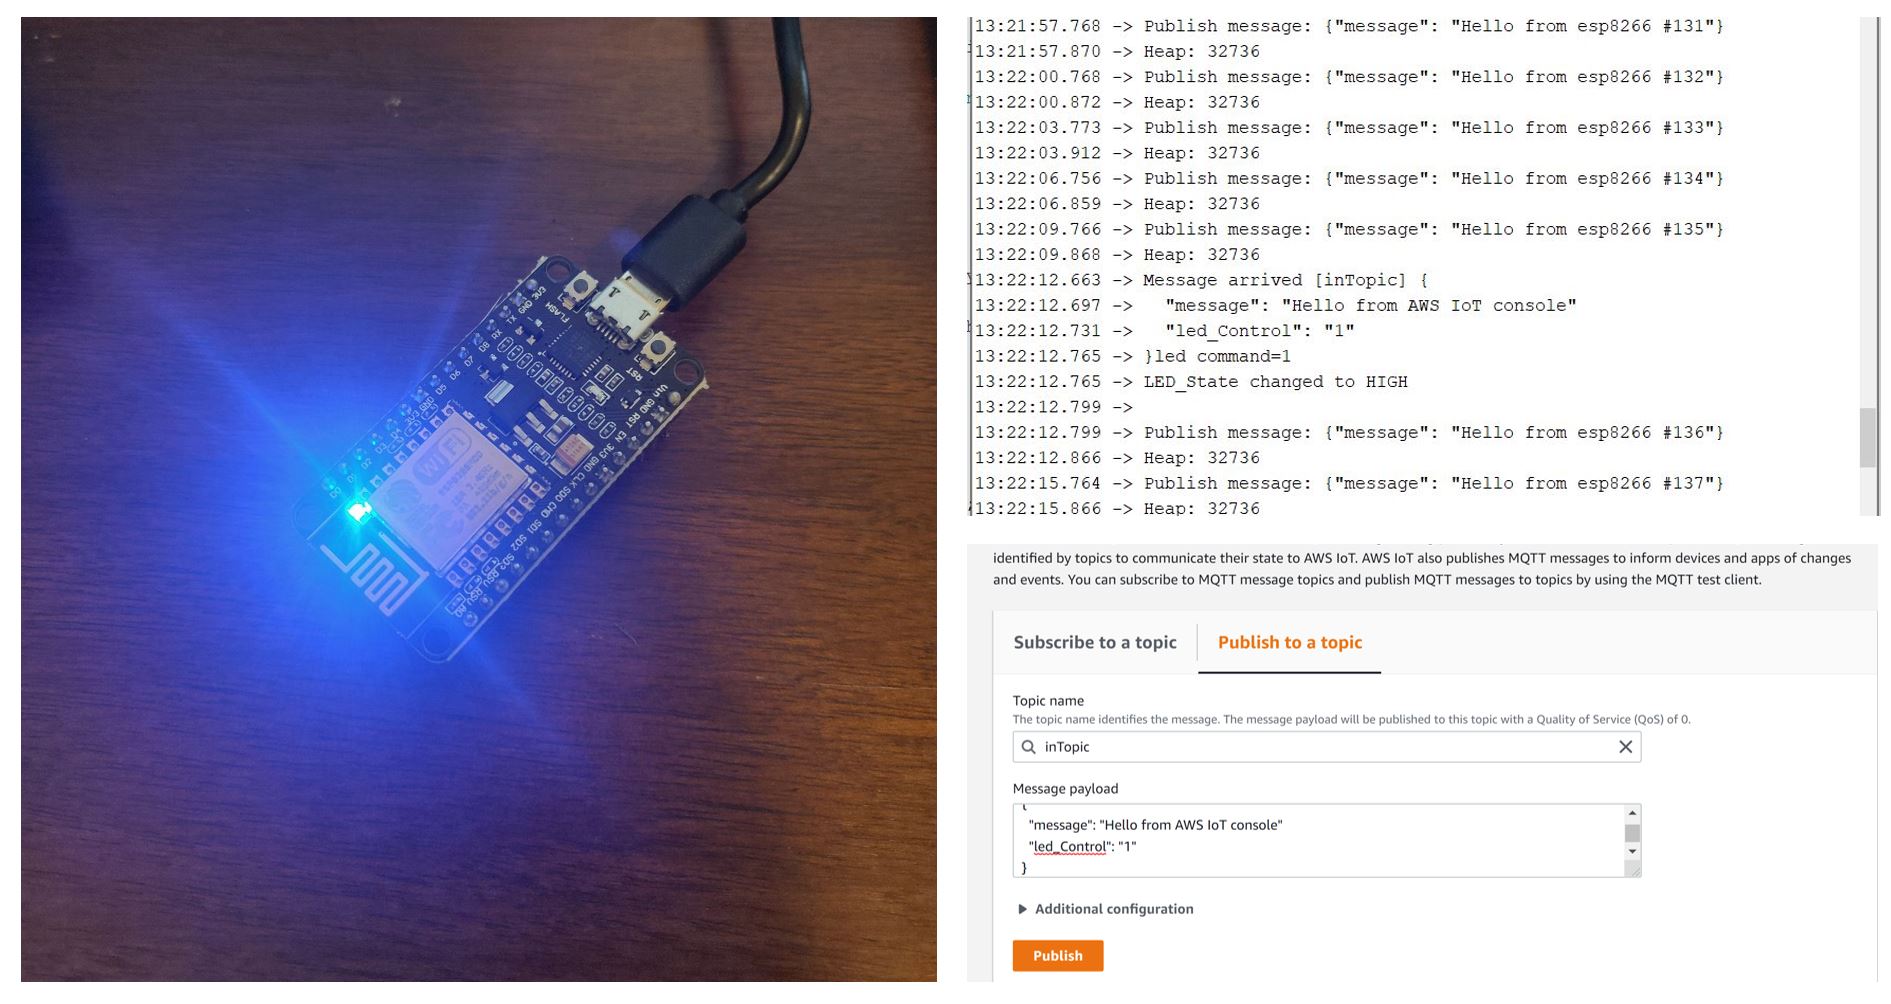 FLASH
RST
3V3
GND
TX
RX
D8
D7
D6
D5
GND
3V3
D4
D3
D2
D1
D0
Vin
GND
RST
EN
3V3
GND
CLK
SD0
CMD
SD1
SD2
SD3
RSU
RSU
A0
WiFi
13:21:57.768 -> Publish message: {"message": "Hello from esp8266 #131"}
13:21:57.870 -> Heap: 32736
13:22:00.768 -> Publish message: {"message": "Hello from esp8266 #132"}
13:22:00.872 -> Heap: 32736
13:22:03.773 -> Publish message: {"message": "Hello from esp8266 #133"}
13:22:03.912 -> Heap: 32736
13:22:06.756 -> Publish message: {"message": "Hello from esp8266 #134"}
13:22:06.859 -> Heap: 32736
13:22:09.766 -> Publish message: {"message": "Hello from esp8266 #135"}
13:22:09.868 -> Heap: 32736
13:22:12.663 -> Message arrived [inTopic] {
13:22:12.697 ->   "message": "Hello from AWS IoT console"
13:22:12.731 ->   "led_Control": "1"
13:22:12.765 -> }led command=1
13:22:12.765 -> LED_State changed to HIGH
13:22:12.799 ->
13:22:12.799 -> Publish message: {"message": "Hello from esp8266 #136"}
13:22:12.866 -> Heap: 32736
13:22:15.764 -> Publish message: {"message": "Hello from esp8266 #137"}
13:22:15.866 -> Heap: 32736
identified by topics to communicate their state to AWS IoT. AWS IoT also publishes MQTT messages to inform devices and apps of changes
and events. You can subscribe to MQTT message topics and publish MQTT messages to topics by using the MQTT test client.
Subscribe to a topic
Publish to a topic
Topic name
The topic name identifies the message. The message payload will be published to this topic with a Quality of Service (QoS) of 0.
inTopic
Message payload
"message": "Hello from AWS IoT console"
"led_Control": "1"
}
Additional configuration
Publish